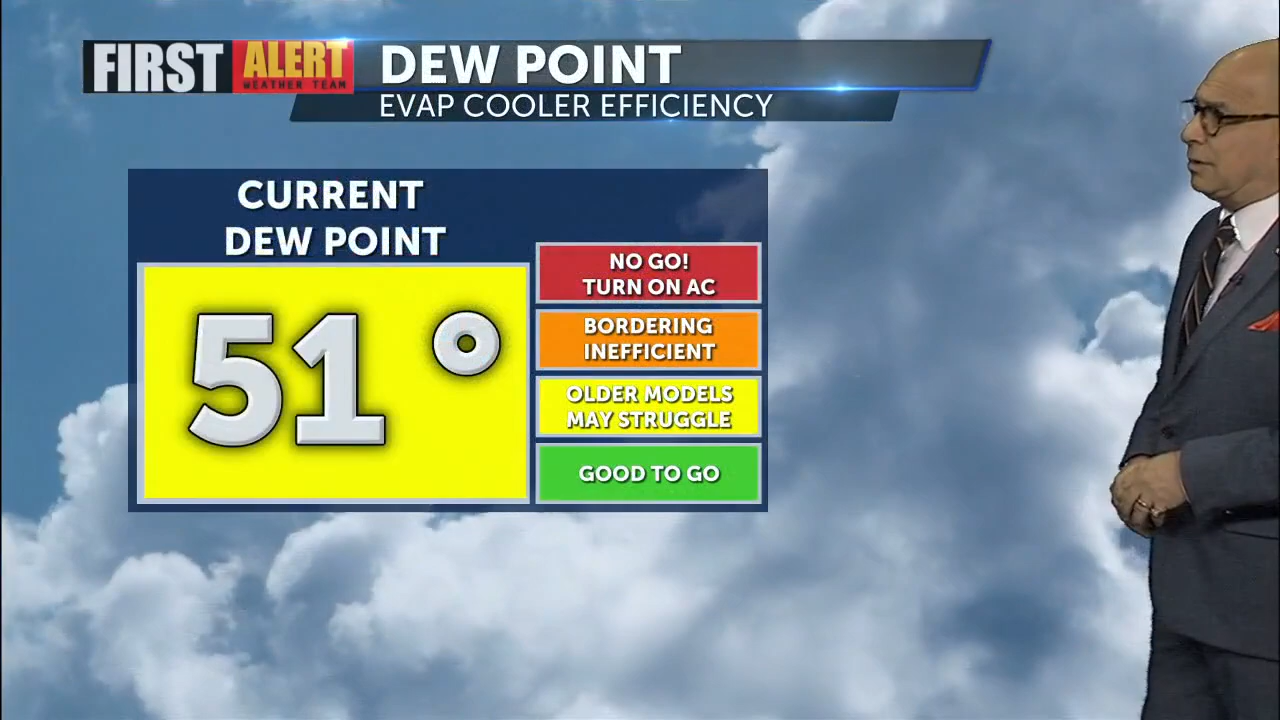 FIRST ALERT
WEATHER TEAM
DEW POINT
EVAP COOLER EFFICIENCY
CURRENT
DEW POINT
51 °
NO GO!
TURN ON AC
BORDERING
INEFFICIENT
OLDER MODELS
MAY STRUGGLE
GOOD TO GO